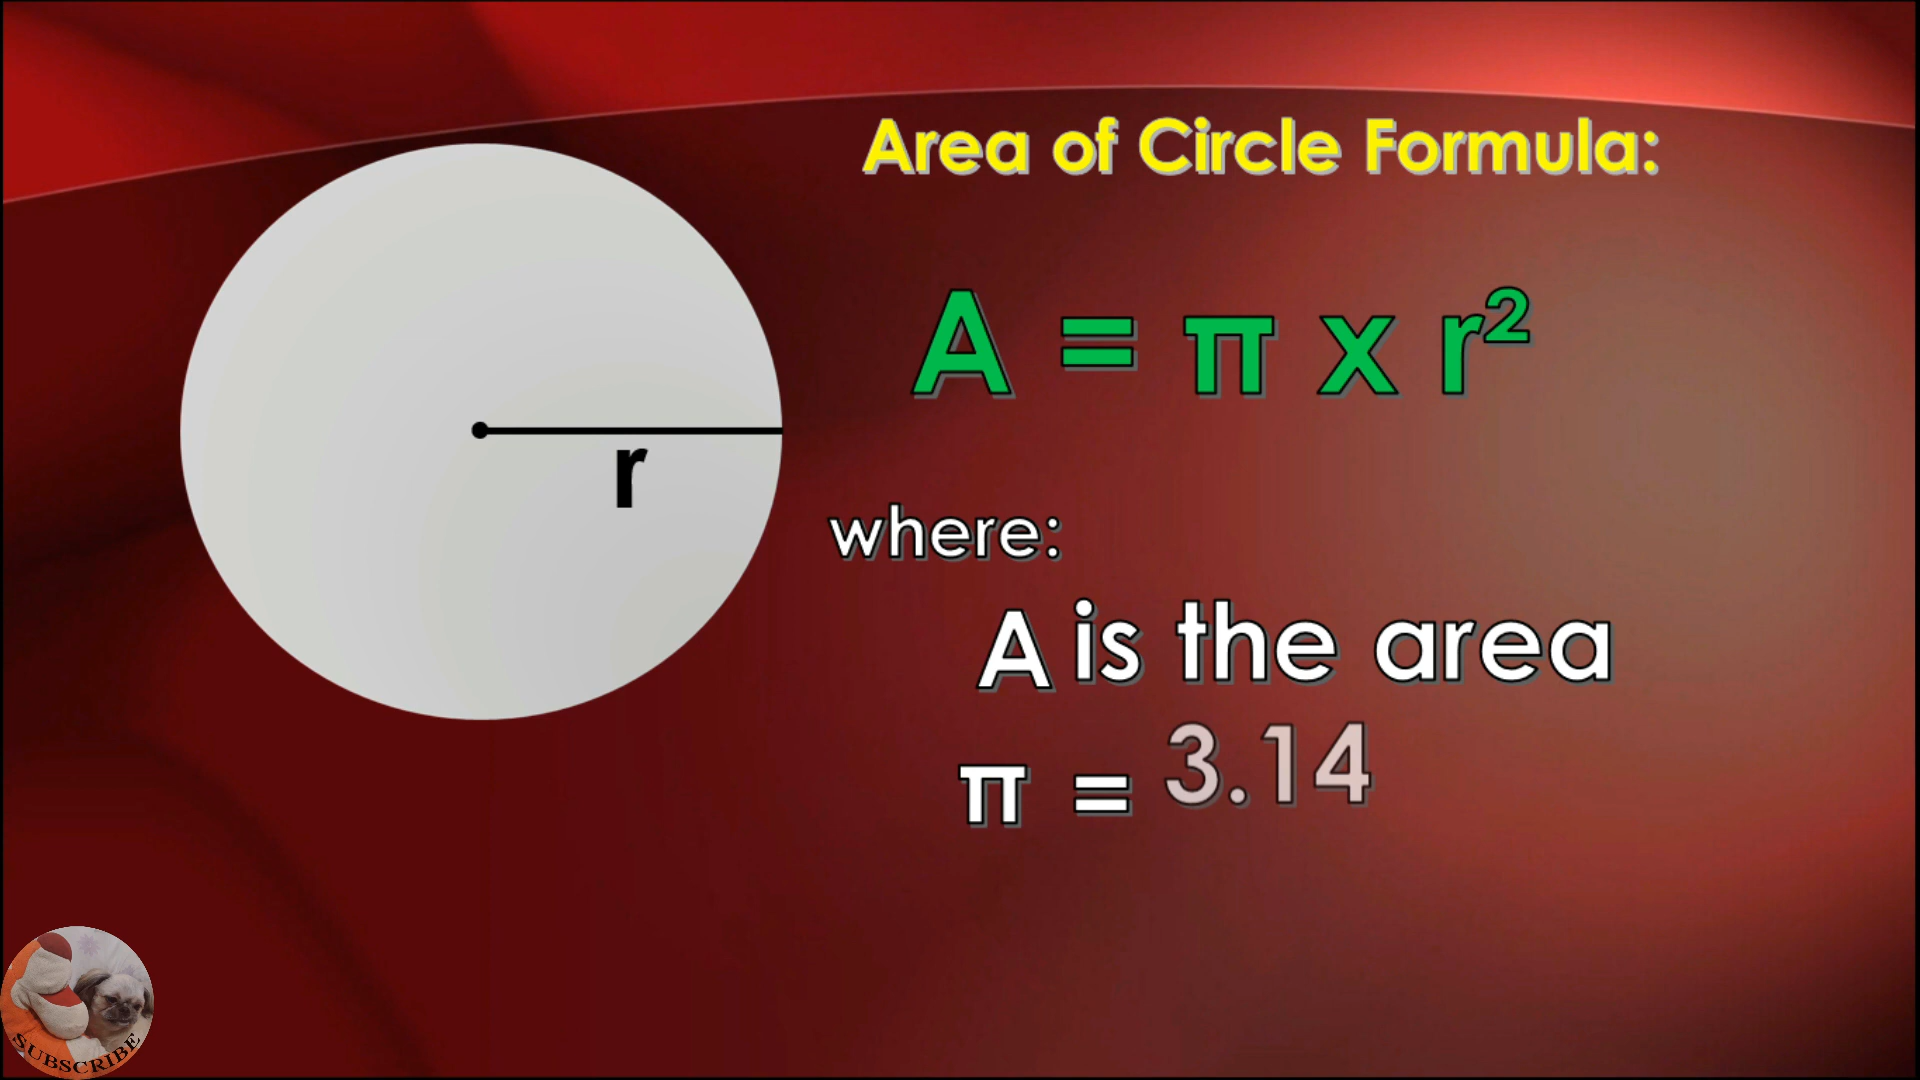 Area of Circle Formula:
A = π x r²
r
where:
A is the area
π = 3.14
SUBSCRIBE